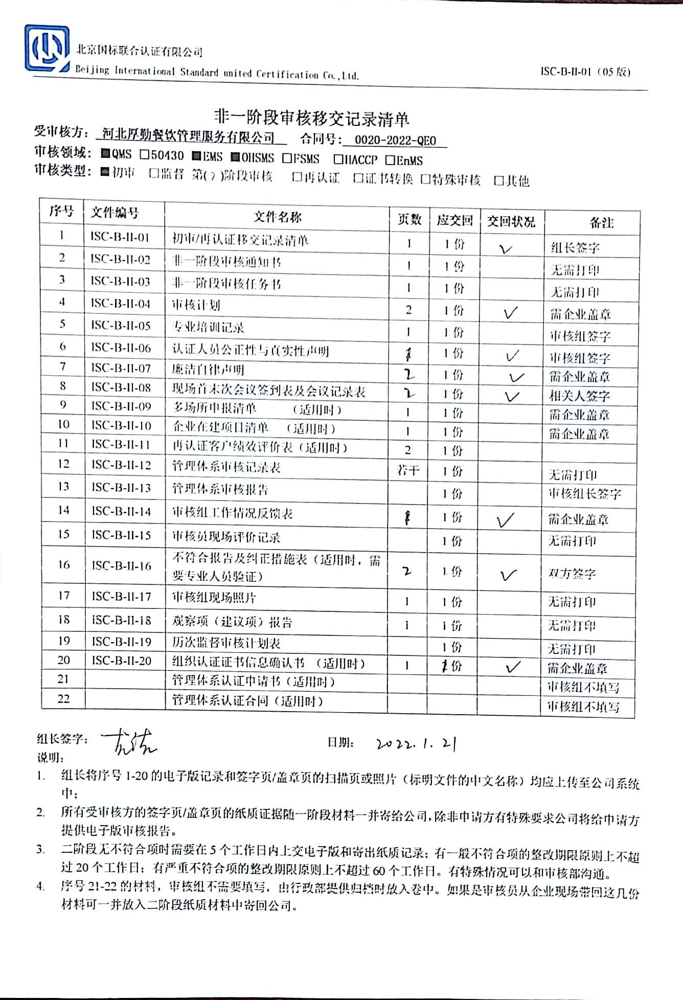 北京国标联合认证有限公司
Beijing International Standard united Certification Co.,Ltd.
ISC-B-II-01（05版）
非一阶段审核移交记录清单
受审核方： 河北厚勤餐饮管理服务有限公司 合同号： 0020-2022-QEO
审核领域：■QMS □50430 ■EMS ■OHSMS □FSMS □HACCP □EnMS
审核类型：■初审 □监督 第( )阶段审核 □再认证 □证书转换 □特殊审核 □其他
序号 文件编号 文件名称 页数 应交回 交回状况 备注
1 ISC-B-II-01 初审/再认证移交记录清单 1 1份 ✓ 组长签字
2 ISC-B-II-02 非一阶段审核通知书 1 1份 无需打印
3 ISC-B-II-03 非一阶段审核任务书 1 1份 无需打印
4 ISC-B-II-04 审核计划 2 1份 ✓ 需企业盖章
5 ISC-B-II-05 专业培训记录 1 1份 审核组签字
6 ISC-B-II-06 认证人员公正性与真实性声明 1 1份 ✓ 审核组签字
7 ISC-B-II-07 廉洁自律声明 2 1份 ✓ 需企业盖章
8 ISC-B-II-08 现场首末次会议签到表及会议记录表 2 1份 ✓ 相关人签字
9 ISC-B-II-09 多场所申报清单 （适用时） 1 1份 需企业盖章
10 ISC-B-II-10 企业在建项目清单 （适用时） 1 1份 需企业盖章
11 ISC-B-II-11 再认证客户绩效评价表（适用时） 2 1份
12 ISC-B-II-12 管理体系审核记录表 若干 1份 无需打印
13 ISC-B-II-13 管理体系审核报告 1份 审核组长签字
14 ISC-B-II-14 审核组工作情况反馈表 1 1份 ✓ 需企业盖章
15 ISC-B-II-15 审核员现场评价记录 1份 无需打印
16 ISC-B-II-16 不符合报告及纠正措施表（适用时，需
要专业人员验证） 2 1份 ✓ 双方签字
17 ISC-B-II-17 审核组现场照片 1 1份 无需打印
18 ISC-B-II-18 观察项（建议项）报告 1 1份 无需打印
19 ISC-B-II-19 历次监督审核计划表 1份 无需打印
20 ISC-B-II-20 组织认证证书信息确认书 （适用时） 1 1份 ✓ 需企业盖章
21 管理体系认证申请书（适用时） 审核组不填写
22 管理体系认证合同（适用时） 审核组不填写
组长签字： 日期： 2022.1.21
说明：
1. 组长将序号1-20的电子版记录和签字页/盖章页的扫描页或照片（标明文件的中文名称）均应上传至公司系统
中；
2. 所有受审核方的签字页/盖章页的纸质证据随一阶段材料一并寄给公司，除非申请方有特殊要求公司将给申请方
提供电子版审核报告。
3. 二阶段无不符合项时需要在5个工作日内上交电子版和寄出纸质记录；有一般不符合项的整改期限原则上不超
过20个工作日；有严重不符合项的整改期限原则上不超过60个工作日。有特殊情况可以和审核部沟通。
4. 序号21-22的材料，审核组不需要填写，由行政部提供归档时放入卷中。如果是审核员从企业现场带回这几份
材料可一并放入二阶段纸质材料中寄回公司。